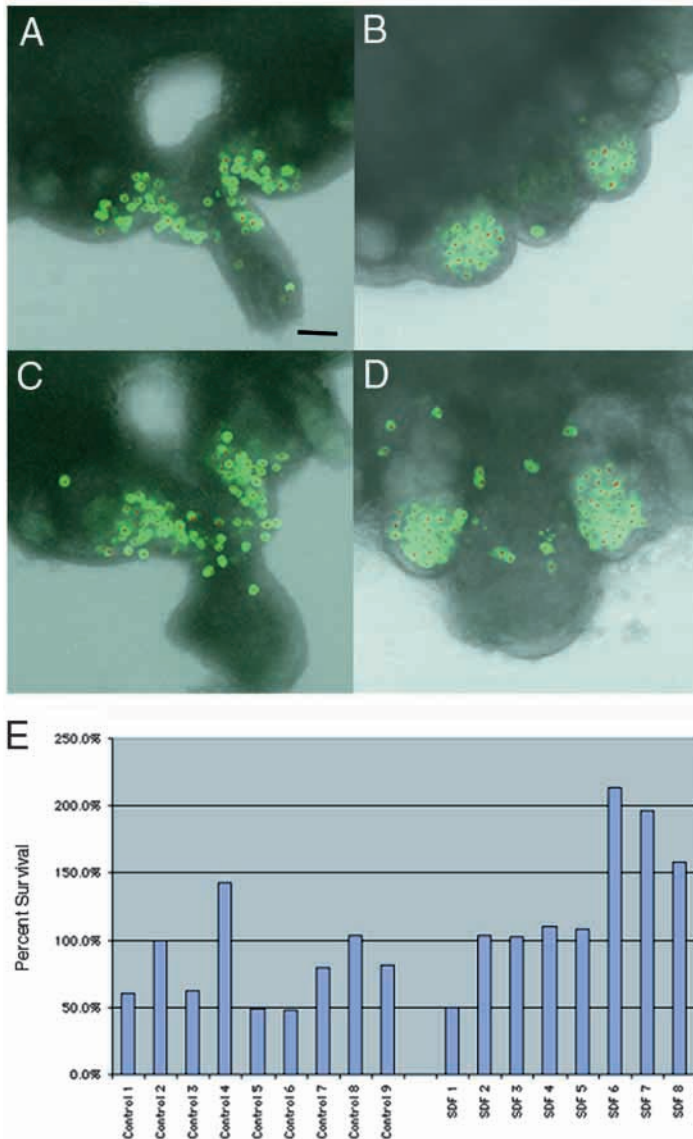 A
B
C
D
E
250.0%
200.0%
150.0%
100.0%
50.0%
0.0%
Percent Survival
Control 1
Control 2
Control 3
Control 4
Control 5
Control 6
Control 7
Control 8
Control 9
SDF 1
SDF 2
SDF 3
SDF 4
SDF 5
SDF 6
SDF 7
SDF 8